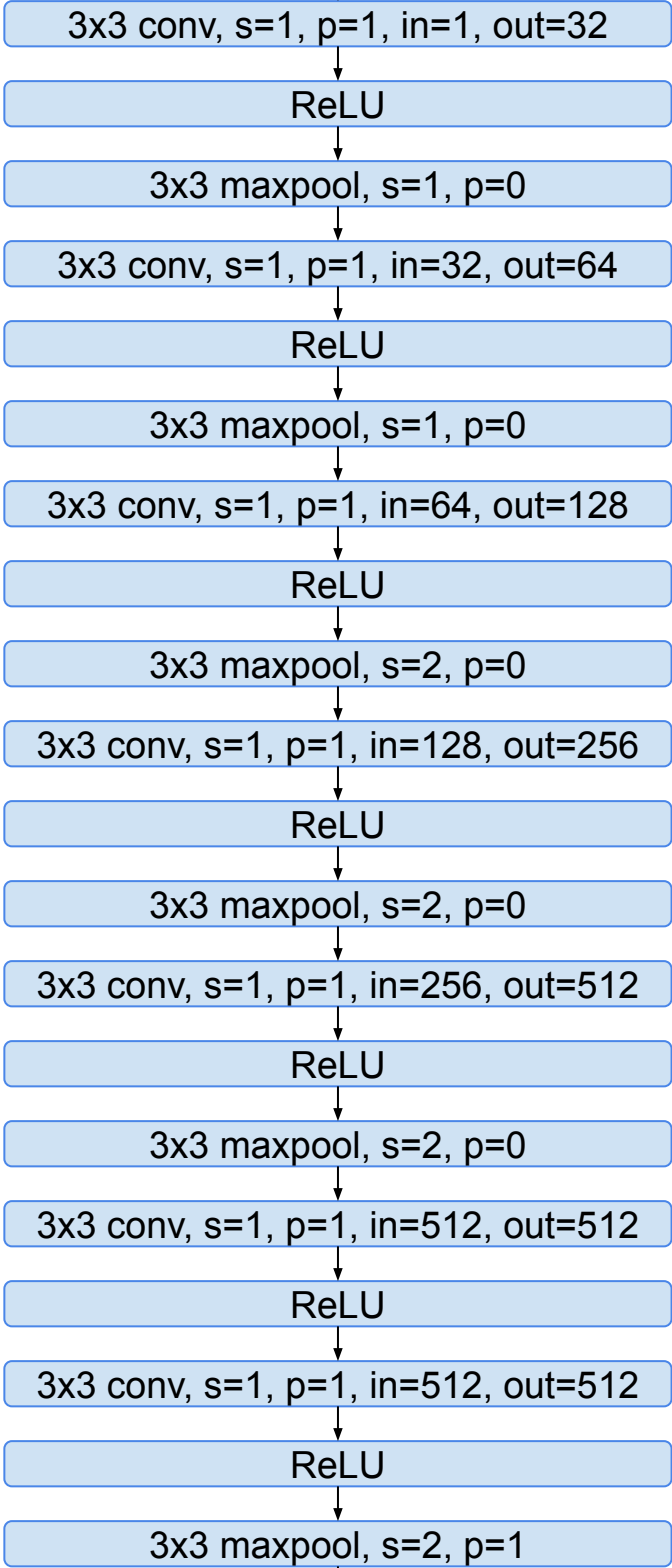 3x3 conv, s=1, p=1, in=1, out=32
ReLU
3x3 maxpool, s=1, p=0
3x3 conv, s=1, p=1, in=32, out=64
ReLU
3x3 maxpool, s=1, p=0
3x3 conv, s=1, p=1, in=64, out=128
ReLU
3x3 maxpool, s=2, p=0
3x3 conv, s=1, p=1, in=128, out=256
ReLU
3x3 maxpool, s=2, p=0
3x3 conv, s=1, p=1, in=256, out=512
ReLU
3x3 maxpool, s=2, p=0
3x3 conv, s=1, p=1, in=512, out=512
ReLU
3x3 conv, s=1, p=1, in=512, out=512
ReLU
3x3 maxpool, s=2, p=1